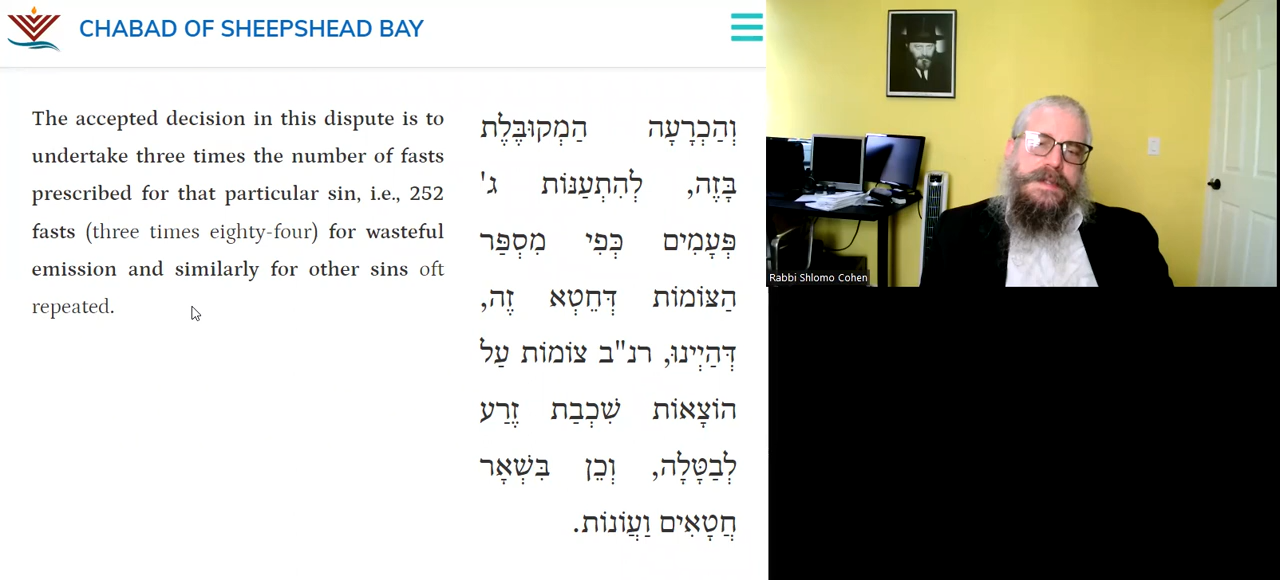 CHABAD OF SHEEPSHEAD BAY
The accepted decision in this dispute is to
undertake three times the number of fasts
prescribed for that particular sin, i.e., 252
fasts (three times eighty-four) for wasteful
emission and similarly for other sins oft
repeated.
וְהַכְרָעָה הַמְקוּבֶּלֶת
בָּזֶה, לְהִתְעַנּוֹת ג'
פְּעָמִים כְּפִי מִסְפַּר
הַצּוֹמוֹת דְּחֵטְא זֶה,
דְּהַיְינוּ, רנ"ב צוֹמוֹת עַל
הוֹצָאוֹת שִׁכְבַת זֶרַע
לְבַטָּלָה, וְכֵן בִּשְׁאָר
חֲטָאִים וַעֲוֹנוֹת.
Rabbi Shlomo Cohen